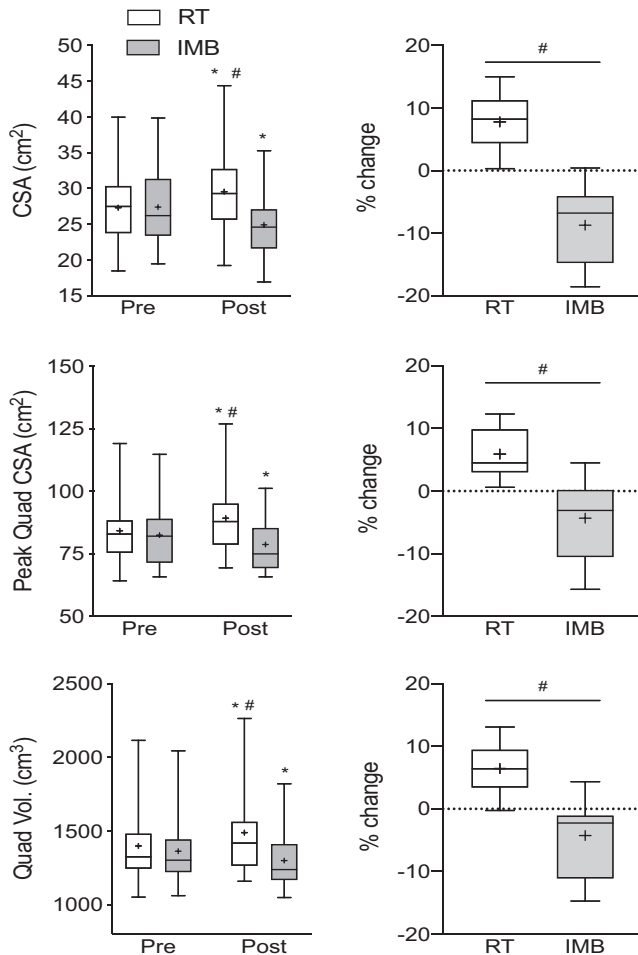 RT
IMB
CSA (cm²)
50
45
40
35
30
25
20
15
* #
*
Pre Post
% change
20
10
0
-10
-20
#
RT IMB
Peak Quad CSA (cm²)
150
125
100
75
50
* #
*
Pre Post
% change
20
10
0
-10
-20
#
RT IMB
Quad Vol. (cm³)
2500
2000
1500
1000
* #
*
Pre Post
% change
20
10
0
-10
-20
#
RT IMB